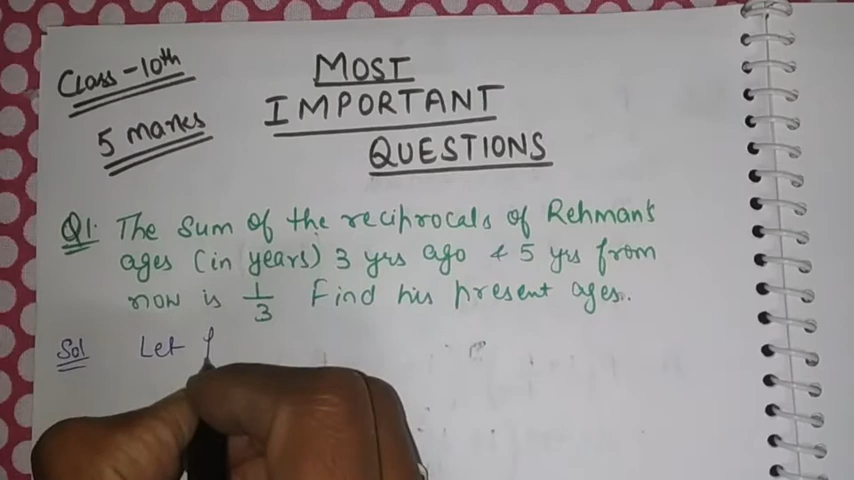 Class-10th
5 marks
MOST
IMPORTANT
QUESTIONS
Q1. The sum of the reciprocals of Rehman's
ages (in years) 3 yrs ago & 5 yrs from
now is 1/3 Find his present ages.
Sol Let